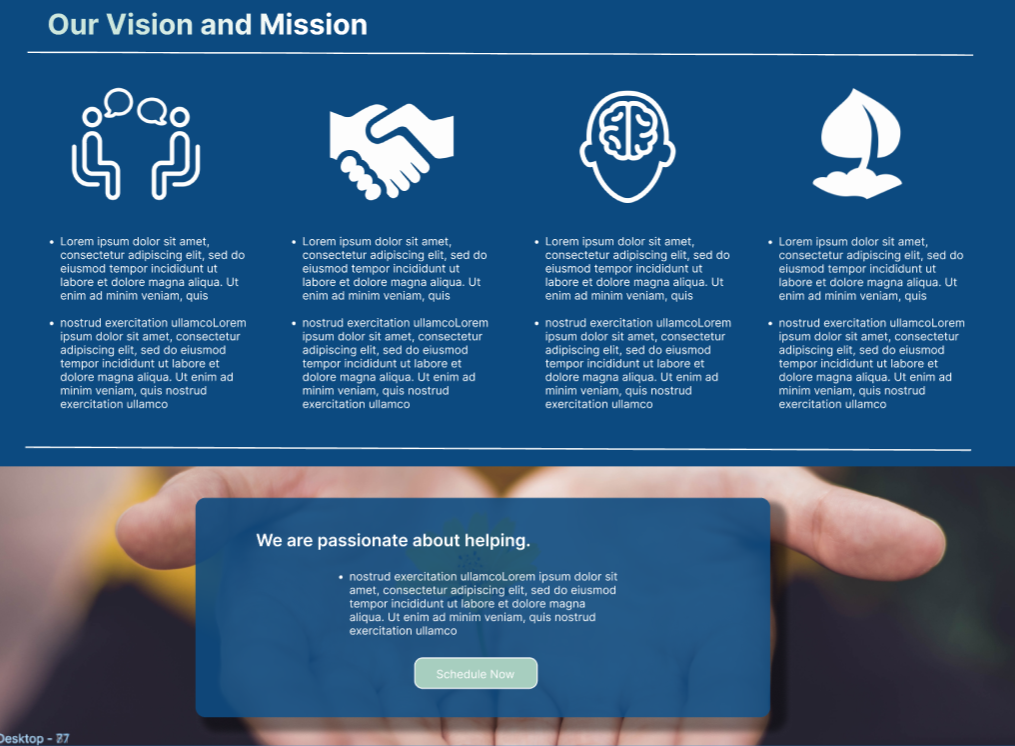 Our Vision and Mission
• Lorem ipsum dolor sit amet,
consectetur adipiscing elit, sed do
eiusmod tempor incididunt ut
labore et dolore magna aliqua. Ut
enim ad minim veniam, quis
• nostrud exercitation ullamcoLorem
ipsum dolor sit amet, consectetur
adipiscing elit, sed do eiusmod
tempor incididunt ut labore et
dolore magna aliqua. Ut enim ad
minim veniam, quis nostrud
exercitation ullamco
• Lorem ipsum dolor sit amet,
consectetur adipiscing elit, sed do
eiusmod tempor incididunt ut
labore et dolore magna aliqua. Ut
enim ad minim veniam, quis
• nostrud exercitation ullamcoLorem
ipsum dolor sit amet, consectetur
adipiscing elit, sed do eiusmod
tempor incididunt ut labore et
dolore magna aliqua. Ut enim ad
minim veniam, quis nostrud
exercitation ullamco
• Lorem ipsum dolor sit amet,
consectetur adipiscing elit, sed do
eiusmod tempor incididunt ut
labore et dolore magna aliqua. Ut
enim ad minim veniam, quis
• nostrud exercitation ullamcoLorem
ipsum dolor sit amet, consectetur
adipiscing elit, sed do eiusmod
tempor incididunt ut labore et
dolore magna aliqua. Ut enim ad
minim veniam, quis nostrud
exercitation ullamco
• Lorem ipsum dolor sit amet,
consectetur adipiscing elit, sed do
eiusmod tempor incididunt ut
labore et dolore magna aliqua. Ut
enim ad minim veniam, quis
• nostrud exercitation ullamcoLorem
ipsum dolor sit amet, consectetur
adipiscing elit, sed do eiusmod
tempor incididunt ut labore et
dolore magna aliqua. Ut enim ad
minim veniam, quis nostrud
exercitation ullamco
We are passionate about helping.
• nostrud exercitation ullamcoLorem ipsum dolor sit
amet, consectetur adipiscing elit, sed do eiusmod
tempor incididunt ut labore et dolore magna
aliqua. Ut enim ad minim veniam, quis nostrud
exercitation ullamco
Schedule Now
Desktop -